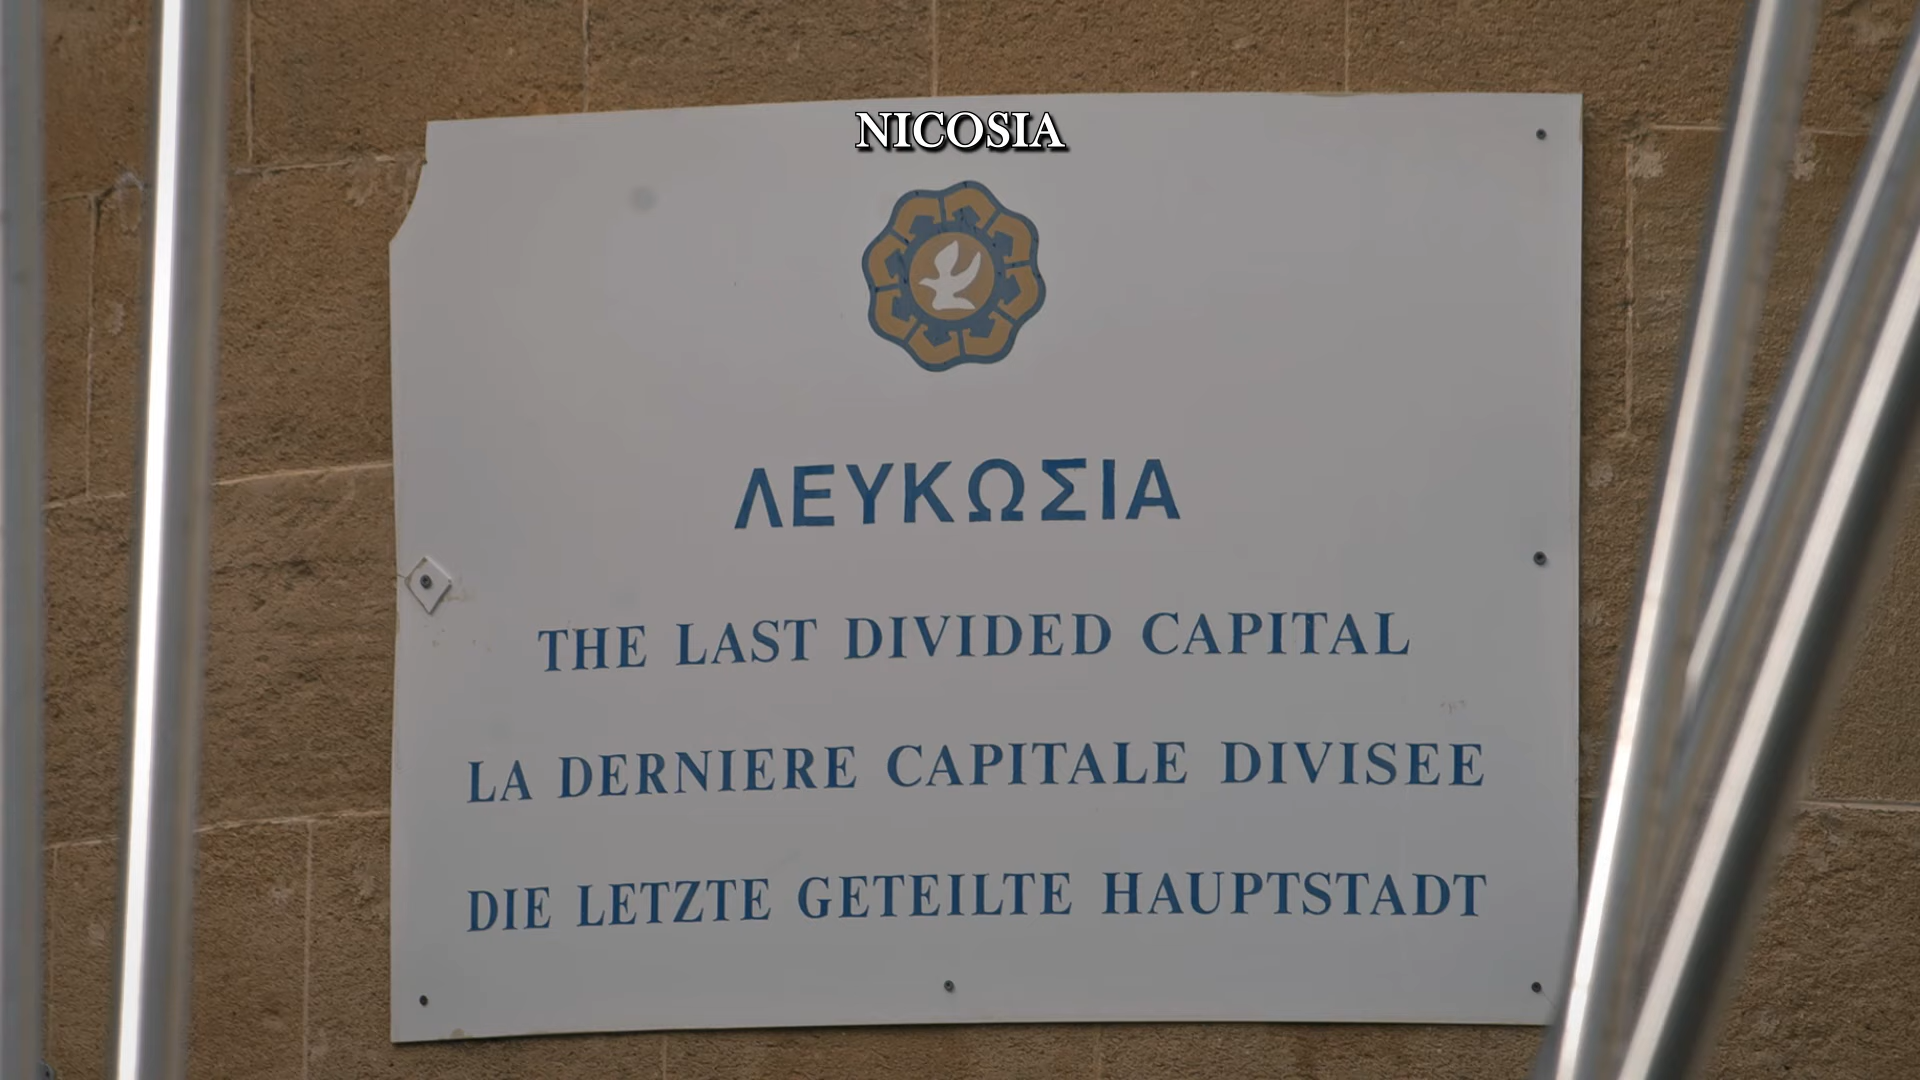 NICOSIA
ΛΕΥΚΩΣΙΑ
THE LAST DIVIDED CAPITAL
LA DERNIERE CAPITALE DIVISEE
DIE LETZTE GETEILTE HAUPTSTADT